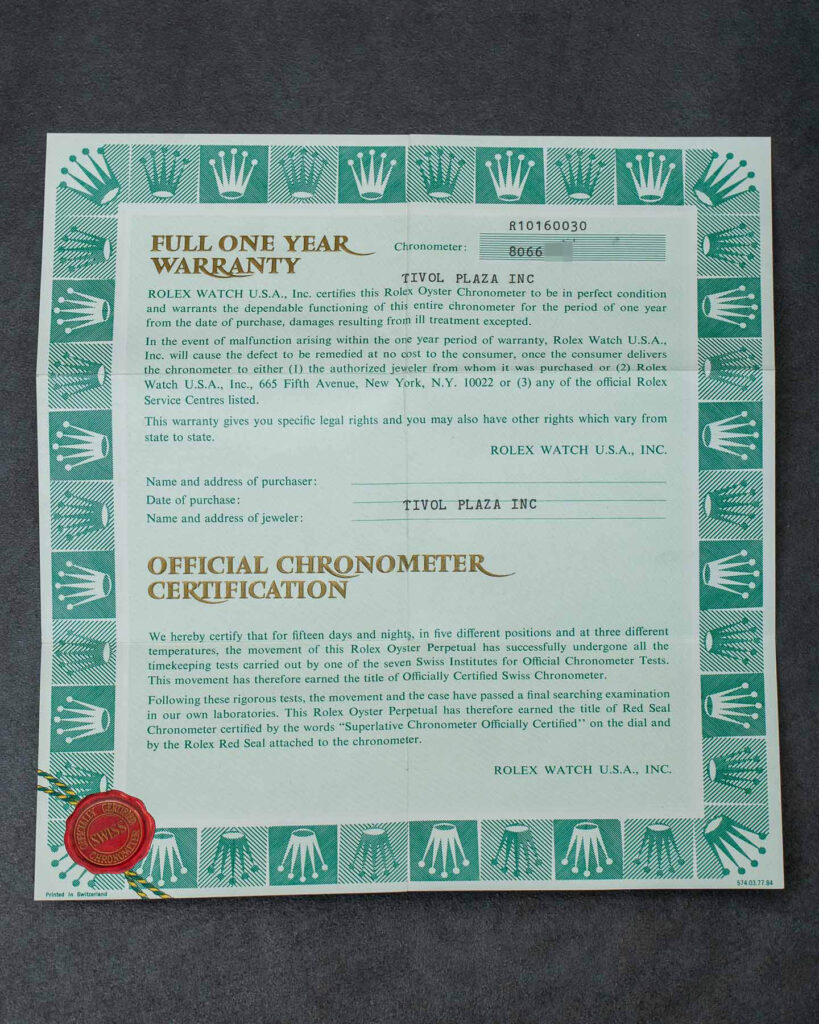 FULL ONE YEAR
WARRANTY
R10160030
Chronometer: 8066
TIVOL PLAZA INC
ROLEX WATCH U.S.A., Inc. certifies this Rolex Oyster Chronometer to be in perfect condition
and warrants the dependable functioning of this entire chronometer for the period of one year
from the date of purchase, damages resulting from ill treatment excepted.
In the event of malfunction arising within the one year period of warranty, Rolex Watch U.S.A.,
Inc. will cause the defect to be remedied at no cost to the consumer, once the consumer delivers
the chronometer to either (1) the authorized jeweler from whom it was purchased or (2) Rolex
Watch U.S.A., Inc., 665 Fifth Avenue, New York, N.Y. 10022 or (3) any of the official Rolex
Service Centres listed.
This warranty gives you specific legal rights and you may also have other rights which vary from
state to state.
ROLEX WATCH U.S.A., INC.
Name and address of purchaser:
Date of purchase:
TIVOL PLAZA INC
Name and address of jeweler:
OFFICIAL CHRONOMETER
CERTIFICATION
We hereby certify that for fifteen days and nights, in five different positions and at three different
temperatures, the movement of this Rolex Oyster Perpetual has successfully undergone all the
timekeeping tests carried out by one of the seven Swiss Institutes for Official Chronometer Tests.
This movement has therefore earned the title of Officially Certified Swiss Chronometer.
Following these rigorous tests, the movement and the case have passed a final searching examination
in our own laboratories. This Rolex Oyster Perpetual has therefore earned the title of Red Seal
Chronometer certified by the words "Superlative Chronometer Officially Certified" on the dial and
by the Rolex Red Seal attached to the chronometer.
ROLEX WATCH U.S.A., INC.
OFFICIALLY CERTIFIED
SWISS
CHRONOMETER
Printed in Switzerland
574.03.77.84